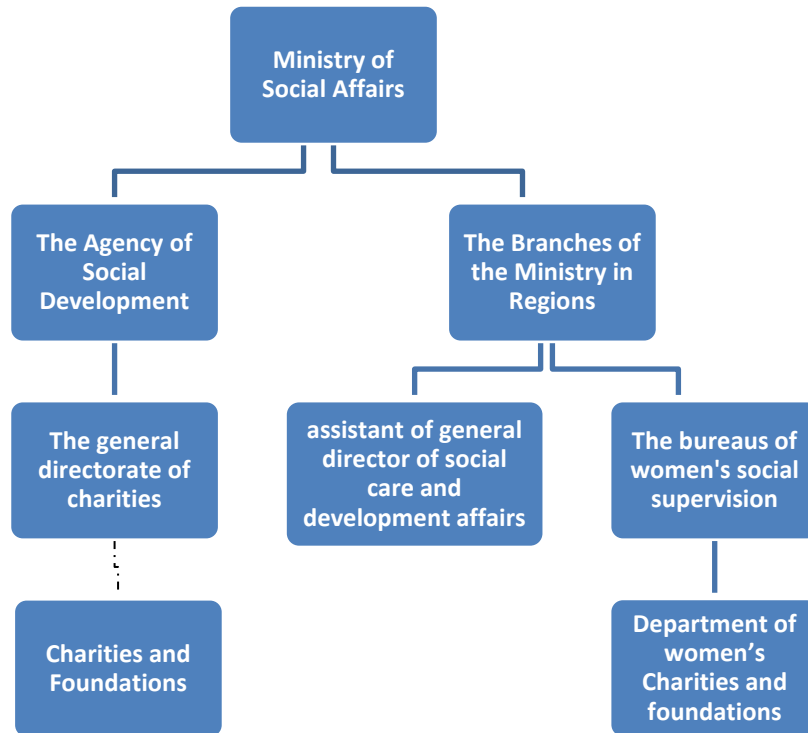 Ministry of
Social Affairs
The Agency of
Social
Development
The Branches of
the Ministry in
Regions
The general
directorate of
charities
assistant of general
director of social
care and
development affairs
The bureaus of
women's social
supervision
Charities and
Foundations
Department of
women’s
Charities and
foundations